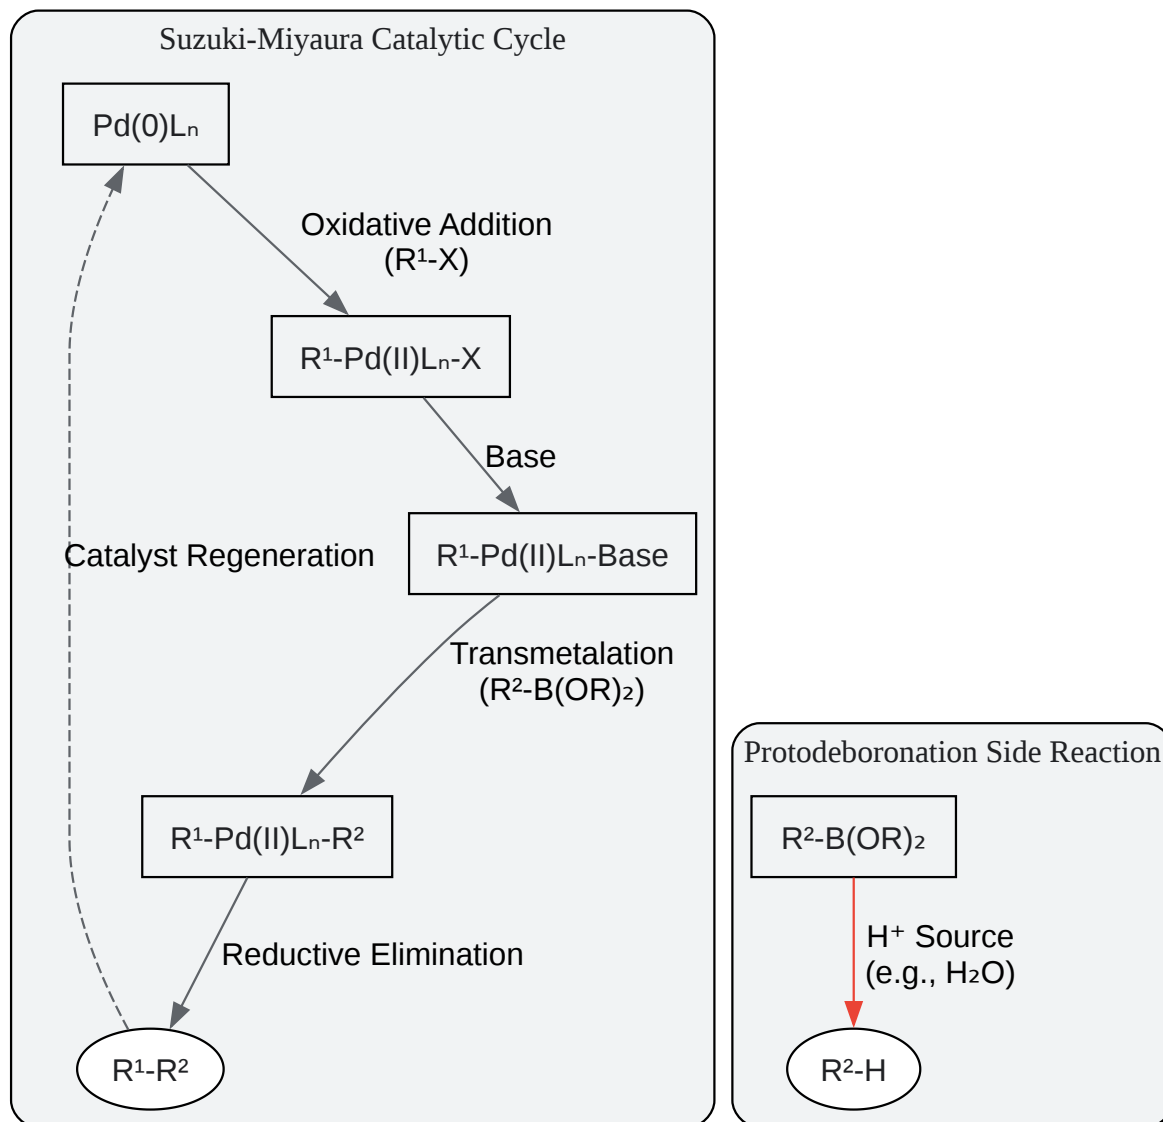 Suzuki-Miyaura Catalytic Cycle
Pd(0)Lₙ
Oxidative Addition
(R¹-X)
R¹-Pd(II)Lₙ-X
Base
R¹-Pd(II)Lₙ-Base
Catalyst Regeneration
Transmetalation
(R²-B(OR)₂)
R¹-Pd(II)Lₙ-R²
Reductive Elimination
R¹-R²
Protodeboronation Side Reaction
R²-B(OR)₂
H⁺ Source
(e.g., H₂O)
R²-H